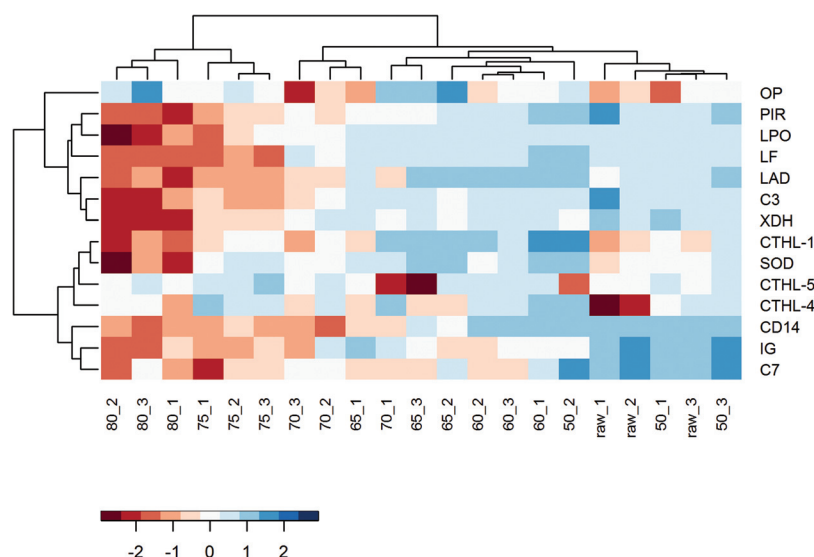 OP
PIR
LPO
LF
LAD
C3
XDH
CTHL-1
SOD
CTHL-5
CTHL-4
CD14
IG
C7
80_2
80_3
80_1
75_1
75_2
75_3
70_3
70_2
65_1
70_1
65_3
65_2
60_2
60_3
60_1
50_2
raw_1
raw_2
50_1
raw_3
50_3
-2 -1 0 1 2